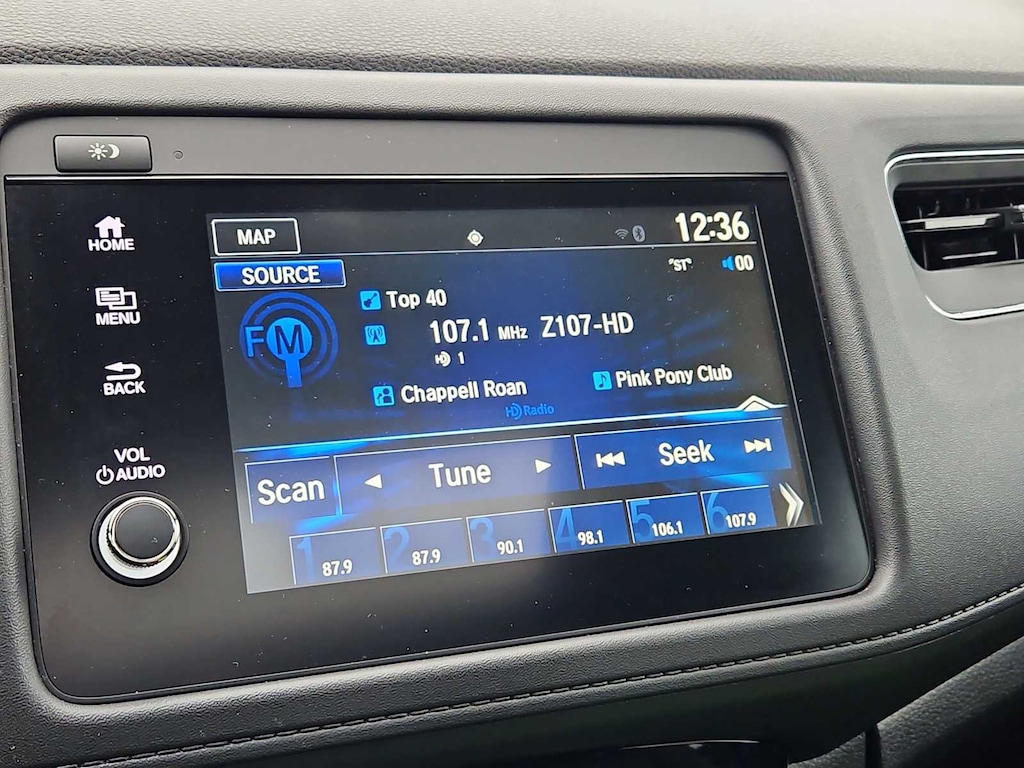 HOME
MENU
BACK
VOL
AUDIO
MAP
12:36
SOURCE
"ST"
00
FM
Top 40
107.1 MHz Z107-HD
HD 1
Chappell Roan
Pink Pony Club
HD Radio
Scan
Tune
Seek
1 87.9
2 87.9
3 90.1
4 98.1
5 106.1
6 107.9